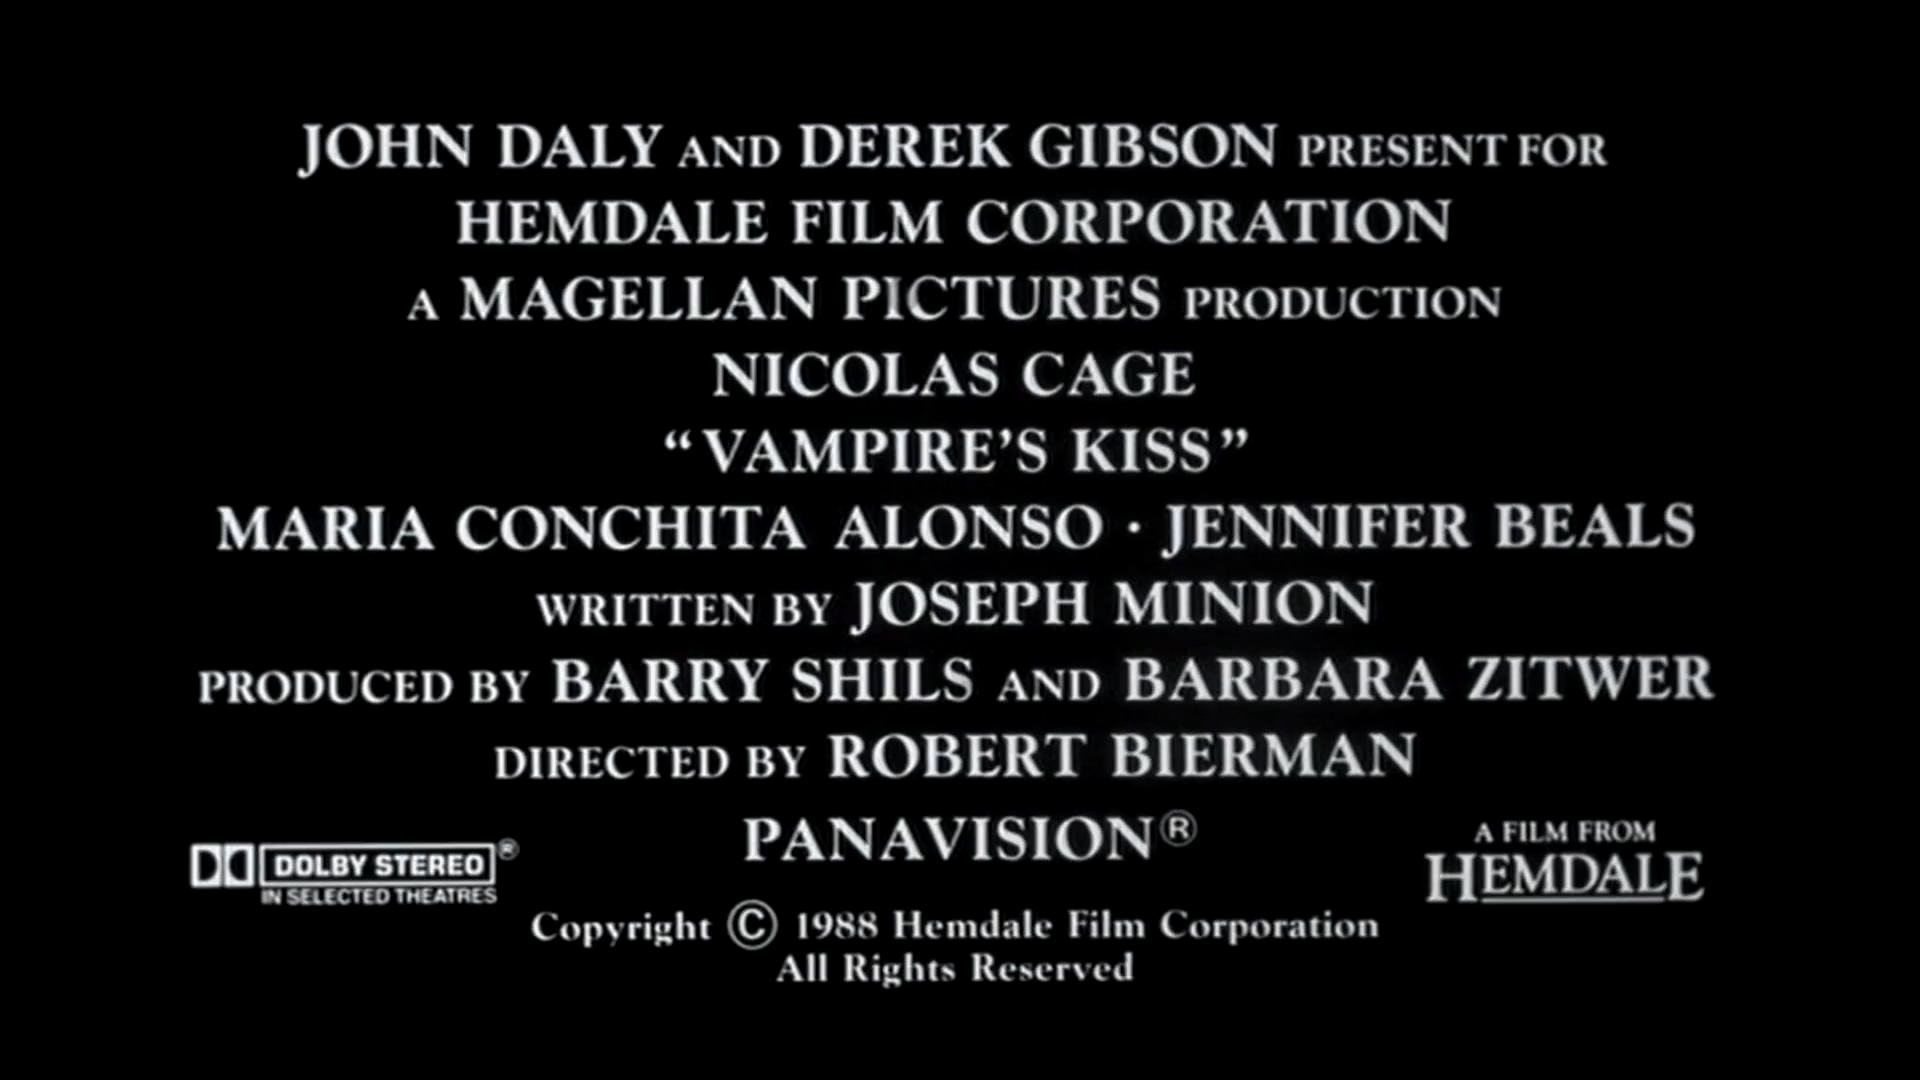 JOHN DALY AND DEREK GIBSON PRESENT FOR
HEMDALE FILM CORPORATION
A MAGELLAN PICTURES PRODUCTION
NICOLAS CAGE
“VAMPIRE’S KISS”
MARIA CONCHITA ALONSO · JENNIFER BEALS
WRITTEN BY JOSEPH MINION
PRODUCED BY BARRY SHILS AND BARBARA ZITWER
DIRECTED BY ROBERT BIERMAN
PANAVISION®
DOLBY STEREO®
IN SELECTED THEATRES
A FILM FROM
HEMDALE
Copyright © 1988 Hemdale Film Corporation
All Rights Reserved